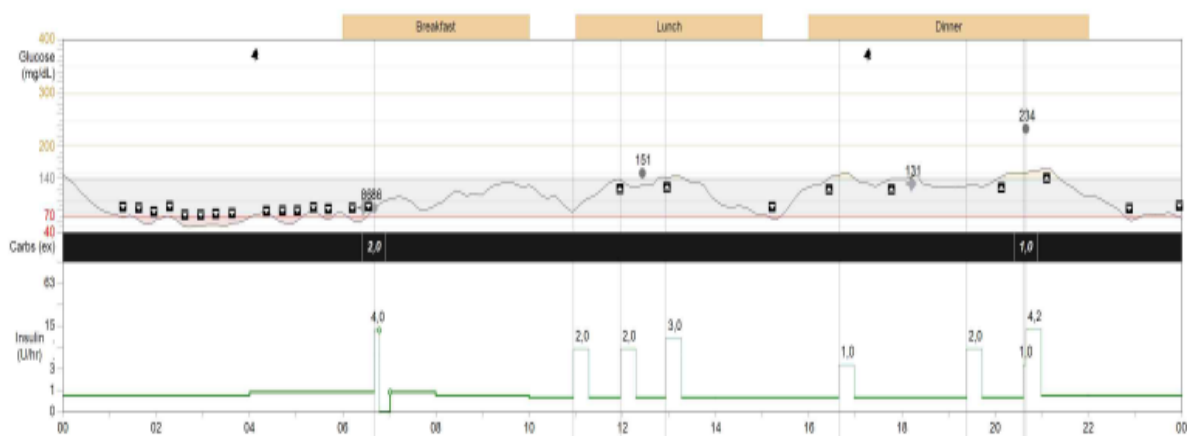 Breakfast Lunch Dinner
400
Glucose
(mg/dL)
300
234
200
151
140
131
8686
70
40
Carbs (ex) 2,0 1,0
63
4,0 4,2
15
3,0
Insulin
(U/hr)
2,0 2,0 2,0
1,0 1,0
3
1
0
00 02 04 06 08 10 12 14 16 18 20 22 00